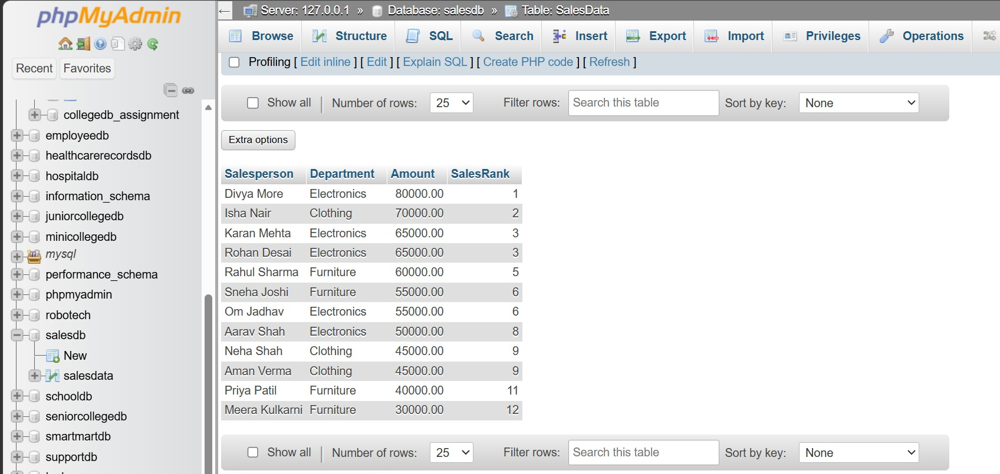 phpMyAdmin
Recent Favorites
collegedb_assignment
employeedb
healthcarerecordsdb
hospitaldb
information_schema
juniorcollegedb
minicollegedb
mysql
performance_schema
phpmyadmin
robotech
salesdb
New
salesdata
schooldb
seniorcollegedb
smartmartdb
supportdb
Server: 127.0.0.1 » Database: salesdb » Table: SalesData
Browse Structure SQL Search Insert Export Import Privileges Operations
Profiling [ Edit inline ] [ Edit ] [ Explain SQL ] [ Create PHP code ] [ Refresh ]
Show all | Number of rows: 25 Filter rows: Search this table Sort by key: None
Extra options
Salesperson Department Amount SalesRank
Divya More Electronics 80000.00 1
Isha Nair Clothing 70000.00 2
Karan Mehta Electronics 65000.00 3
Rohan Desai Electronics 65000.00 3
Rahul Sharma Furniture 60000.00 5
Sneha Joshi Furniture 55000.00 6
Om Jadhav Electronics 55000.00 6
Aarav Shah Electronics 50000.00 8
Neha Shah Clothing 45000.00 9
Aman Verma Clothing 45000.00 9
Priya Patil Furniture 40000.00 11
Meera Kulkarni Furniture 30000.00 12
Show all | Number of rows: 25 Filter rows: Search this table Sort by key: None